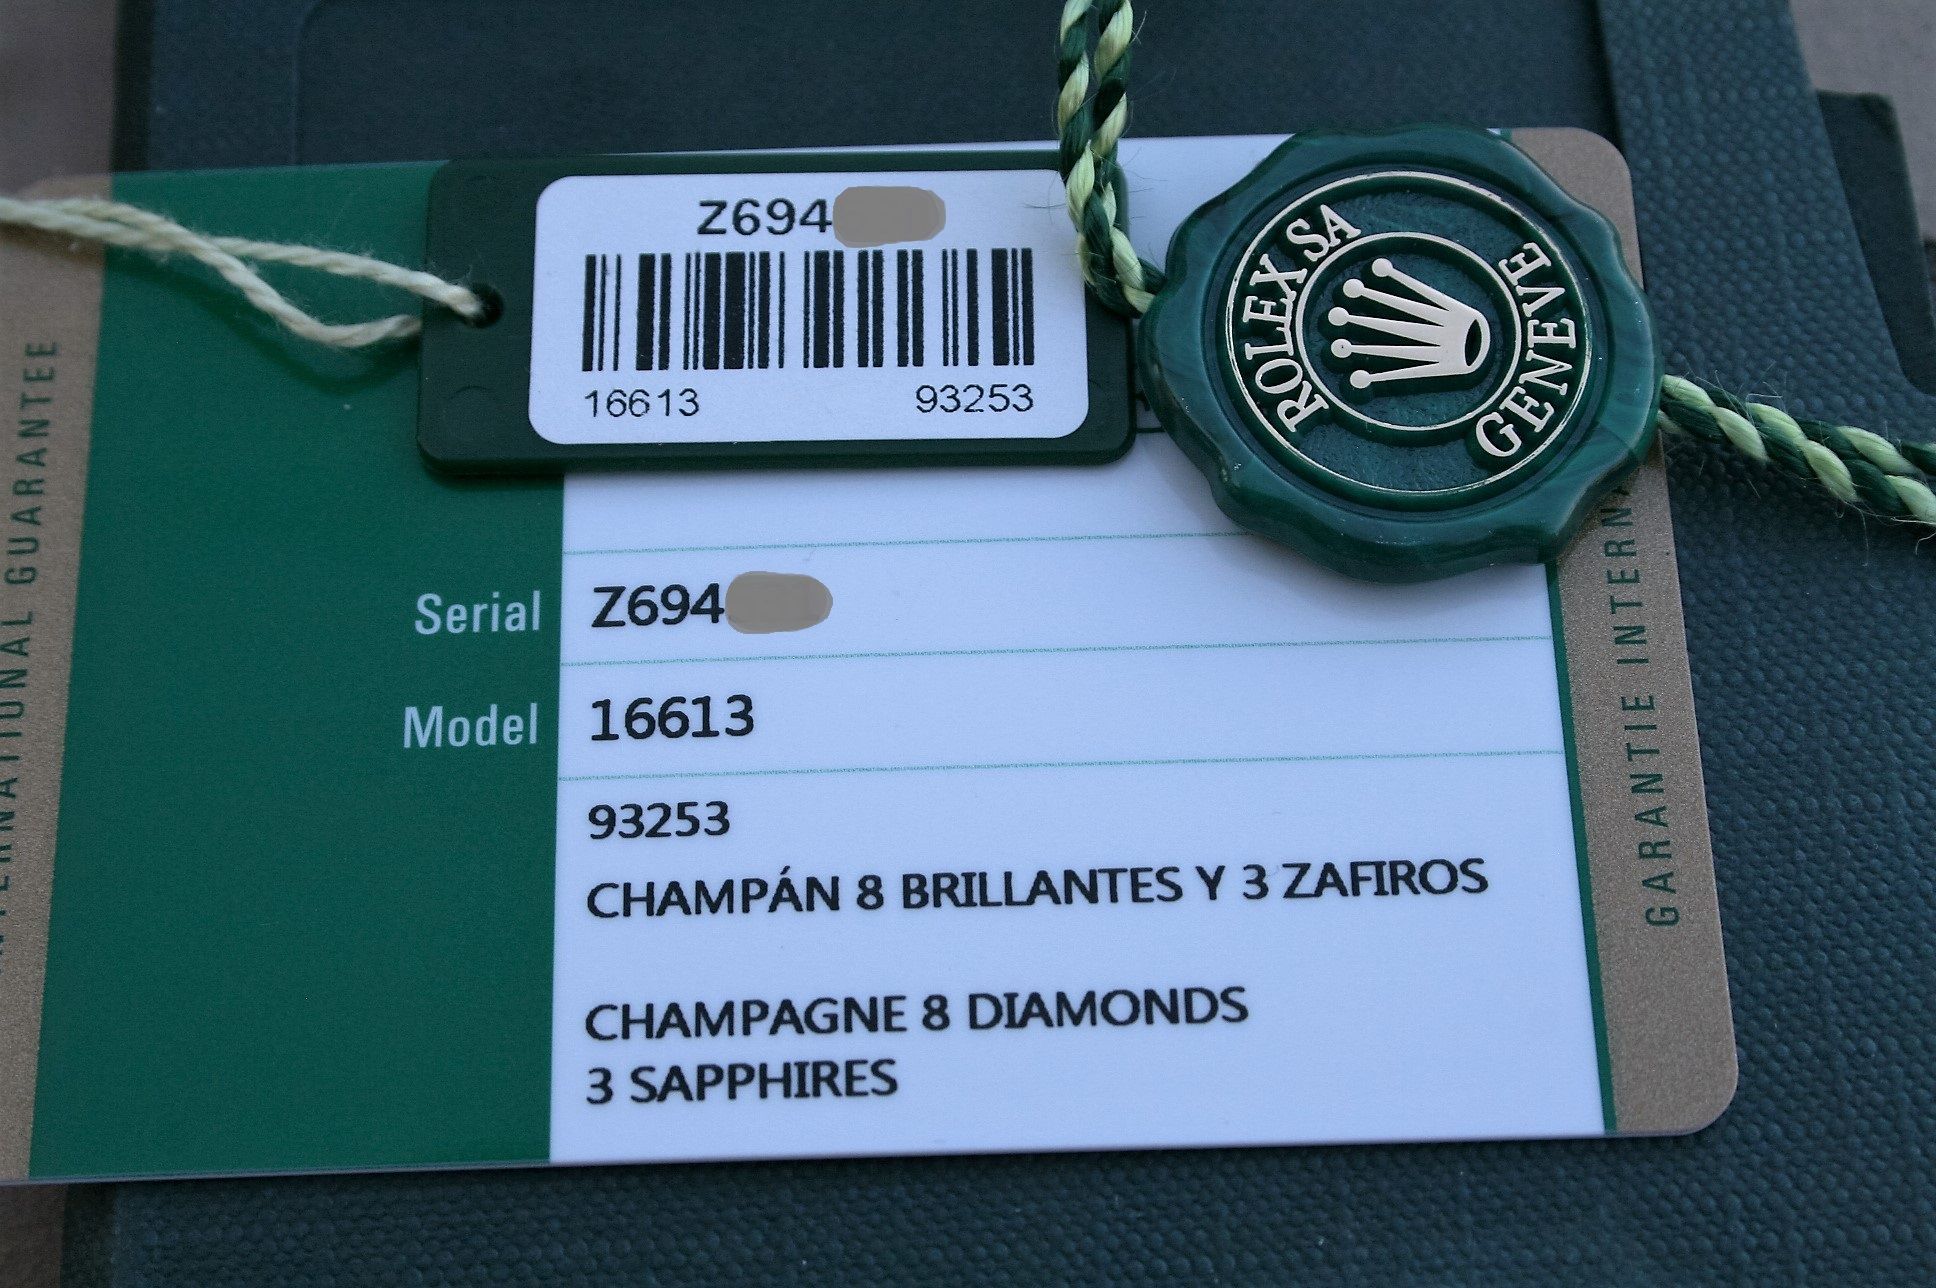 Z694
16613 93253
ROLEX SA
GENEVE
Serial Z694
Model 16613
93253
CHAMPÁN 8 BRILLANTES Y 3 ZAFIROS
CHAMPAGNE 8 DIAMONDS
3 SAPPHIRES
INTERNATIONAL GUARANTEE
GARANTIE